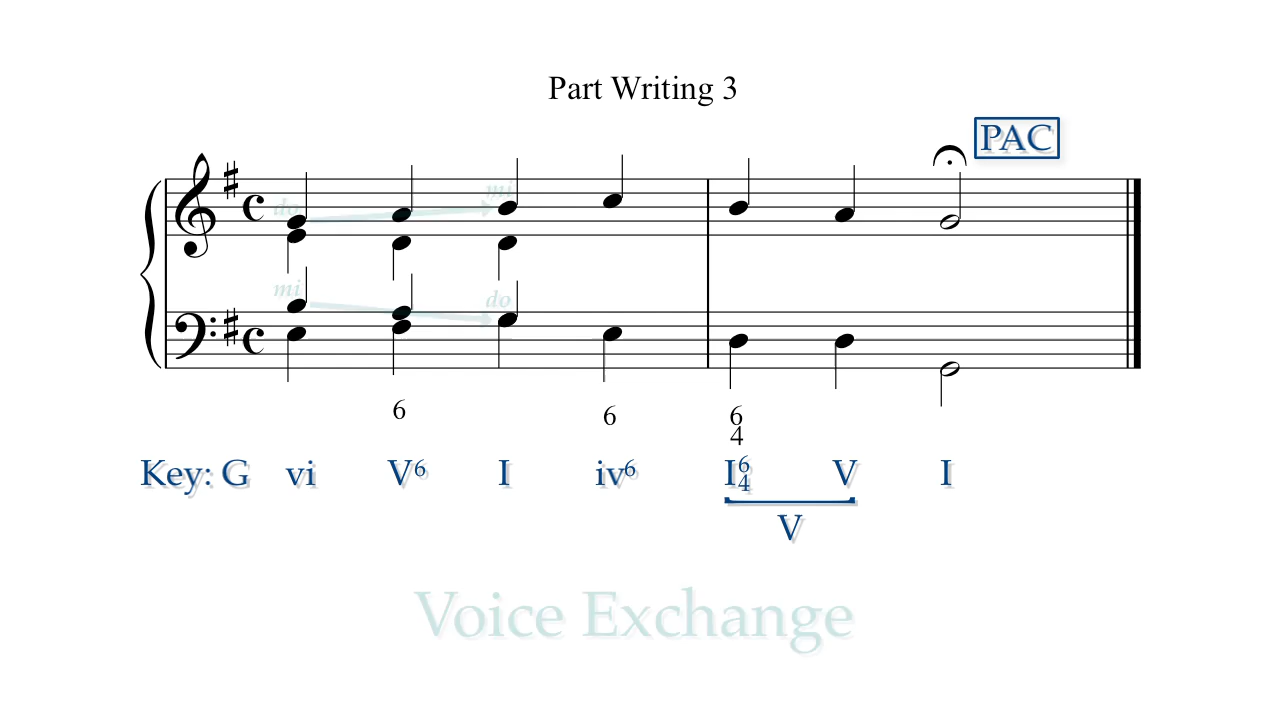 Part Writing 3
PAC
do mi
mi do
6 6 6
4
Key: G vi V6 I iv6 I6 V I
4
V
Voice Exchange